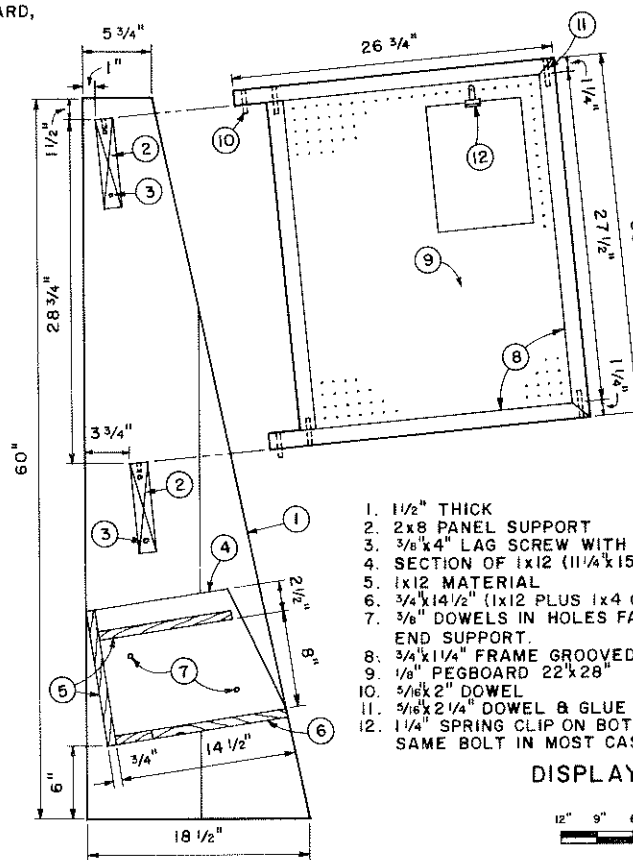 ARD,
5 3/4"
1"
1 1/2"
2
3
28 3/4"
60"
3 3/4"
2
3
1
4
2 1/2"
8"
5
7
6
14 1/2"
3/4"
6"
18 1/2"
26 3/4"
11
1 1/4"
10
12
27 1/2"
9
8
1 1/4"
1. 1 1/2" THICK
2. 2x8 PANEL SUPPORT
3. 3/8"x4" LAG SCREW WITH
4. SECTION OF 1x12 (11 1/4"x15
5. 1x12 MATERIAL
6. 3/4"x14 1/2" (1x12 PLUS 1x4
7. 3/8" DOWELS IN HOLES FA
END SUPPORT.
8. 3/4"x1 1/4" FRAME GROOVED
9. 1/8" PEGBOARD 22"x28"
10. 5/16"x2" DOWEL
11. 5/16"x2 1/4" DOWEL & GLUE
12. 1 1/4" SPRING CLIP ON BOT
SAME BOLT IN MOST CAS
DISPLAY
12" 9" 6